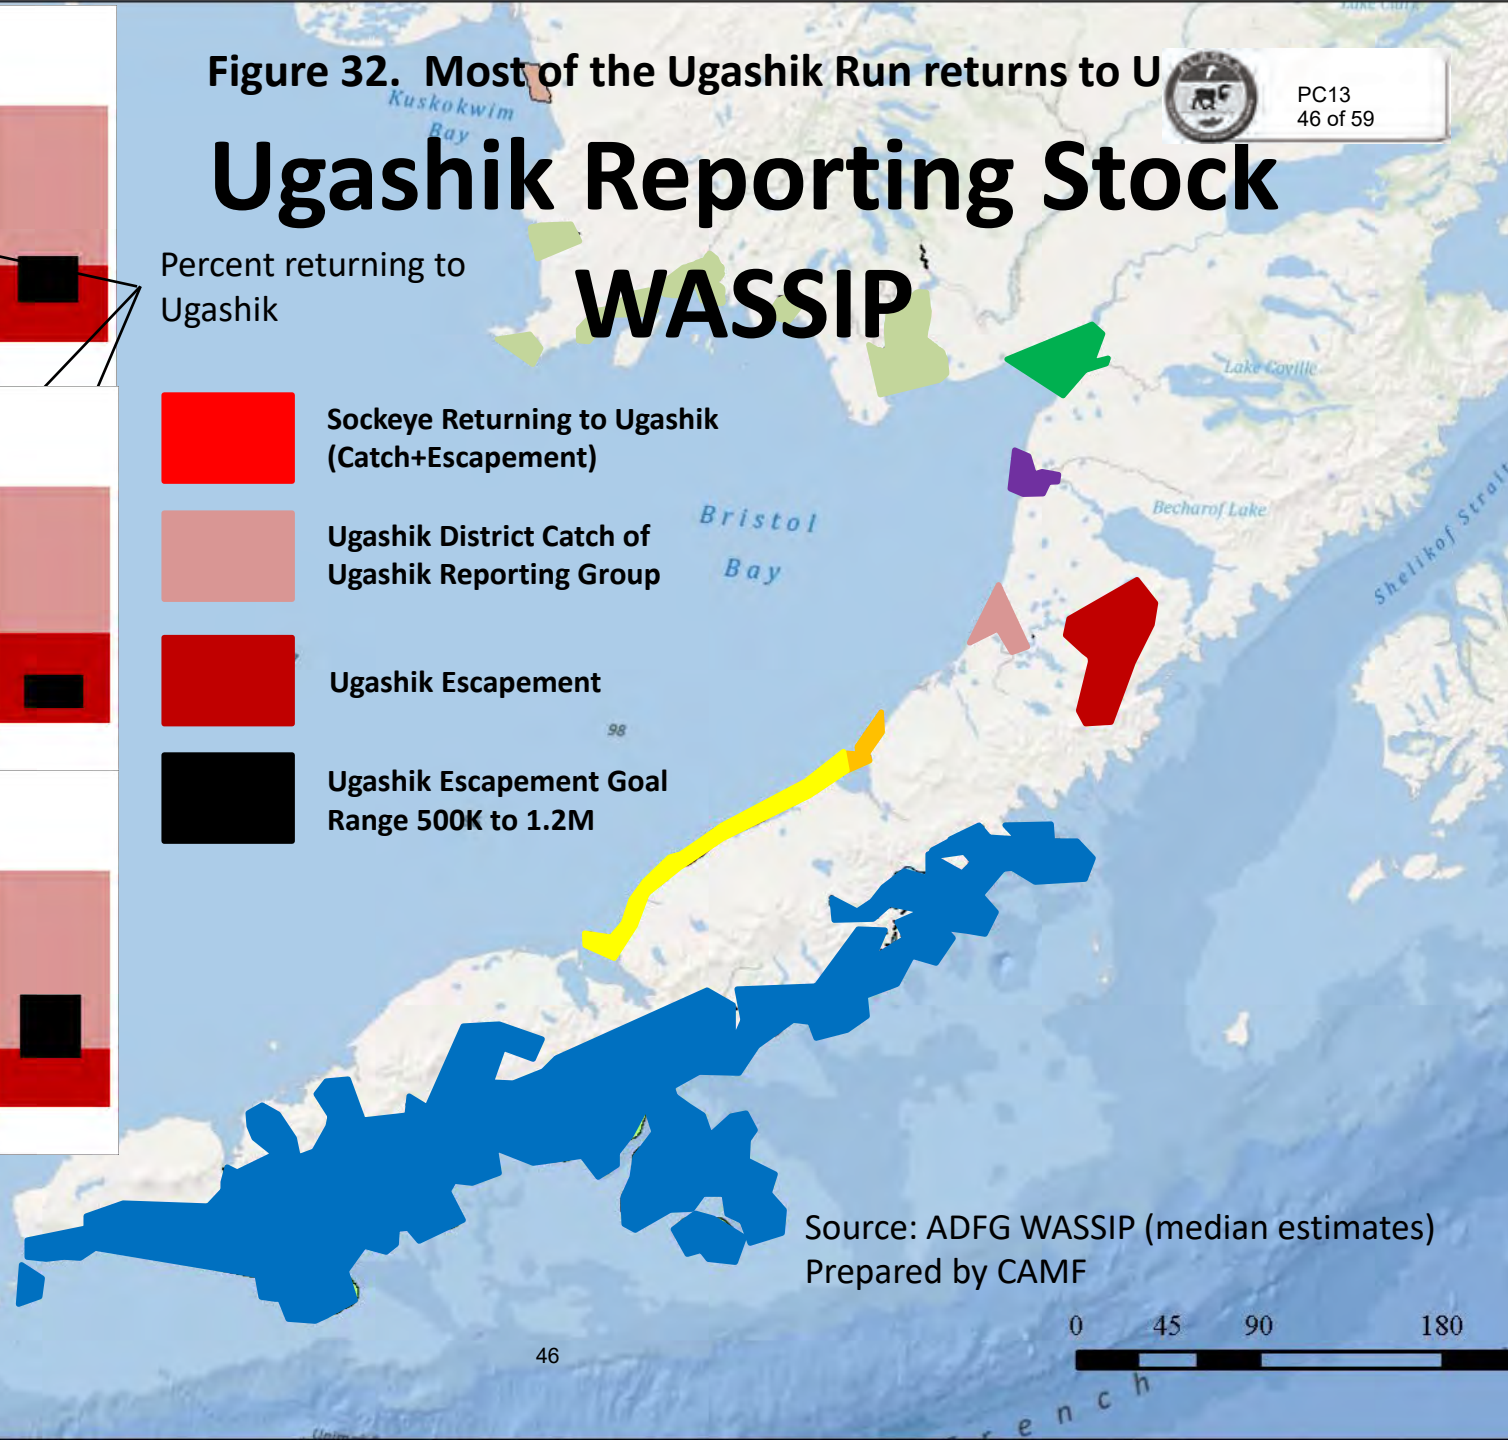 Lake Clark
Figure 32.  Most of the Ugashik Run returns to U
PC13
46 of 59
Kuskokwim
Bay
Ugashik Reporting Stock
WASSIP
Percent returning to
Ugashik
Lake Coville
Sockeye Returning to Ugashik
(Catch+Escapement)
Bristol
Bay
Becharof Lake
Shelikof Strait
Ugashik District Catch of
Ugashik Reporting Group
Ugashik Escapement
98
Ugashik Escapement Goal
Range 500K to 1.2M
Source: ADFG WASSIP (median estimates)
Prepared by CAMF
0 45 90 180
46
rench